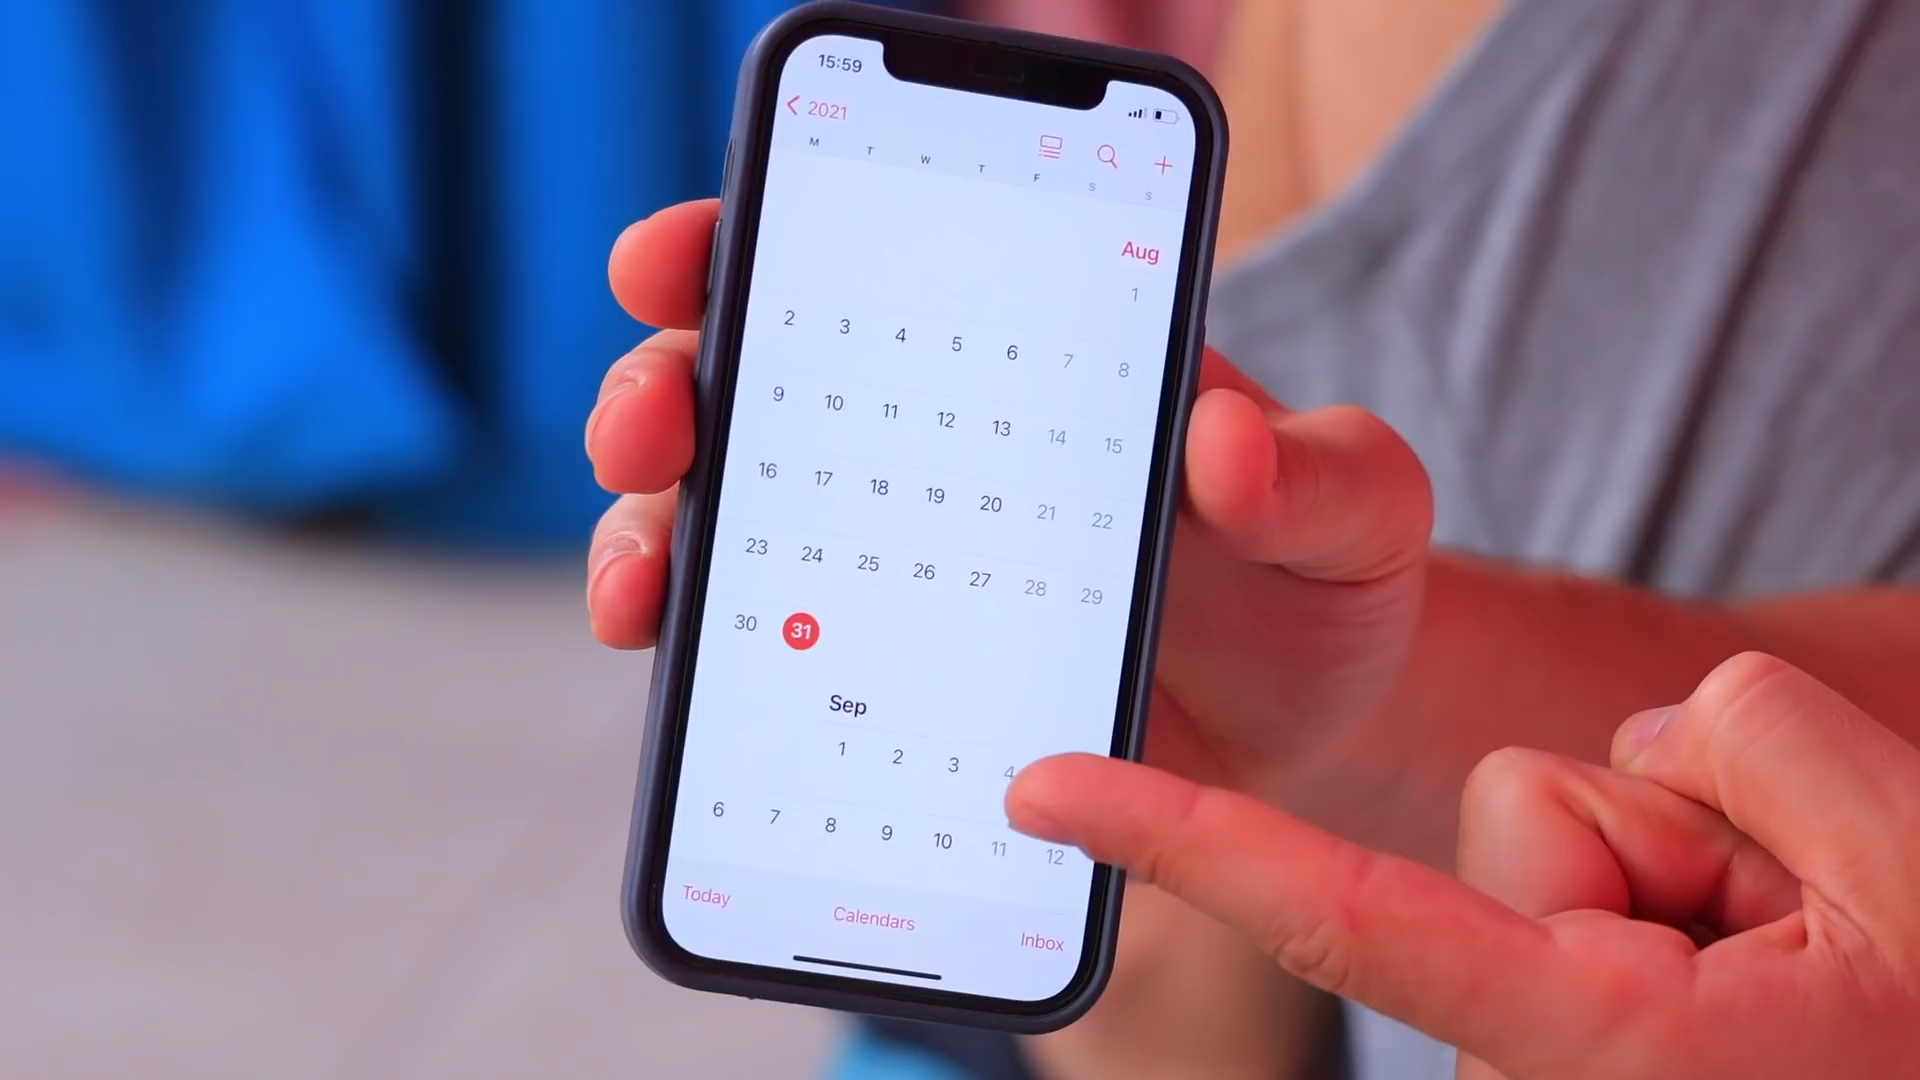 15:59
2021
M T W T F S S
Aug
1
2 3 4 5 6 7 8
9 10 11 12 13 14 15
16 17 18 19 20 21 22
23 24 25 26 27 28 29
30 31
Sep
1 2 3 4
6 7 8 9 10 11 12
Today Calendars Inbox